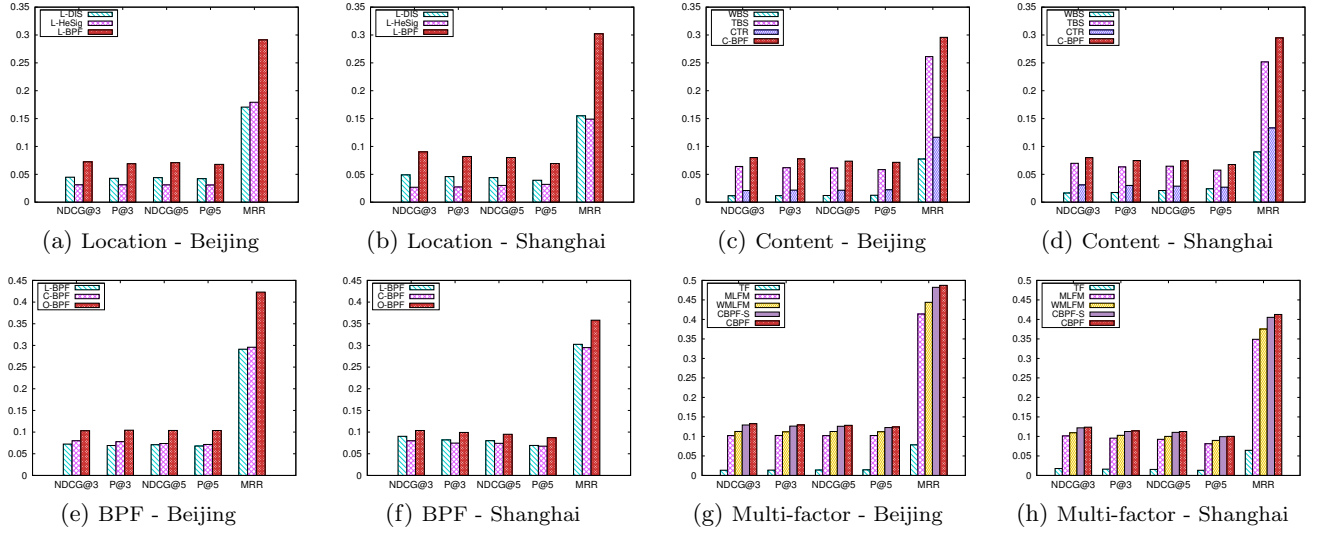 L-DIS
L-HeSig
L-BPF
0.35
0.3
0.25
0.2
0.15
0.1
0.05
0
NDCG@3 P@3 NDCG@5 P@5 MRR
(a) Location - Beijing
L-DIS
L-HeSig
L-BPF
0.35
0.3
0.25
0.2
0.15
0.1
0.05
0
NDCG@3 P@3 NDCG@5 P@5 MRR
(b) Location - Shanghai
WBS
TBS
CTR
C-BPF
0.35
0.3
0.25
0.2
0.15
0.1
0.05
0
NDCG@3 P@3 NDCG@5 P@5 MRR
(c) Content - Beijing
WBS
TBS
CTR
C-BPF
0.35
0.3
0.25
0.2
0.15
0.1
0.05
0
NDCG@3 P@3 NDCG@5 P@5 MRR
(d) Content - Shanghai
L-BPF
C-BPF
O-BPF
0.45
0.4
0.35
0.3
0.25
0.2
0.15
0.1
0.05
0
NDCG@3 P@3 NDCG@5 P@5 MRR
(e) BPF - Beijing
L-BPF
C-BPF
O-BPF
0.45
0.4
0.35
0.3
0.25
0.2
0.15
0.1
0.05
0
NDCG@3 P@3 NDCG@5 P@5 MRR
(f) BPF - Shanghai
TF
MLFM
WMLFM
CBPF-S
CBPF
0.5
0.45
0.4
0.35
0.3
0.25
0.2
0.15
0.1
0.05
0
NDCG@3 P@3 NDCG@5 P@5 MRR
(g) Multi-factor - Beijing
TF
MLFM
WMLFM
CBPF-S
CBPF
0.5
0.45
0.4
0.35
0.3
0.25
0.2
0.15
0.1
0.05
0
NDCG@3 P@3 NDCG@5 P@5 MRR
(h) Multi-factor - Shanghai